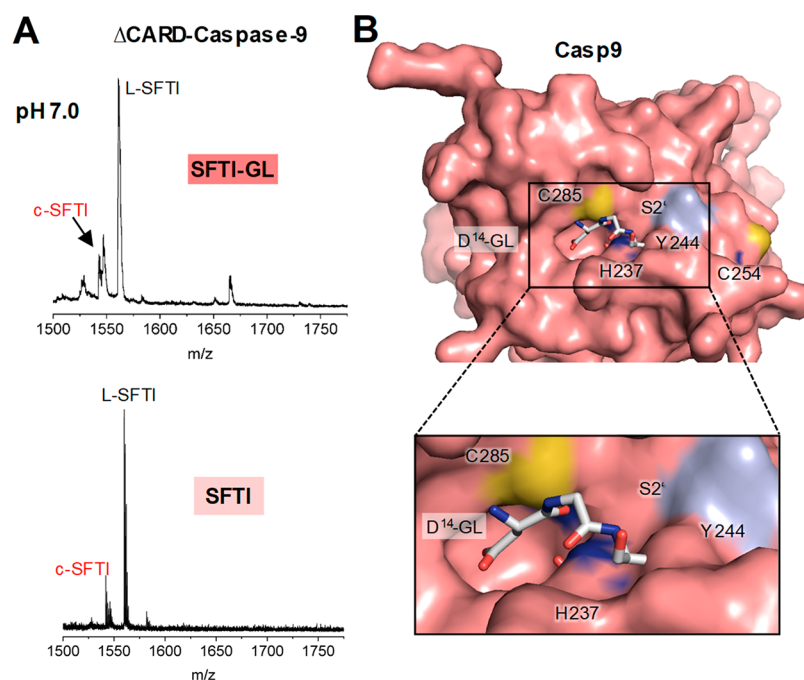 A
ΔCARD-Caspase-9
L-SFTI
pH 7.0
SFTI-GL
c-SFTI
1500 1550 1600 1650 1700 1750
m/z
L-SFTI
SFTI
c-SFTI
1500 1550 1600 1650 1700 1750
m/z
B
Casp9
C285
S2'
D¹⁴-GL
Y244
H237
C254
C285
S2'
D¹⁴-GL
Y244
H237